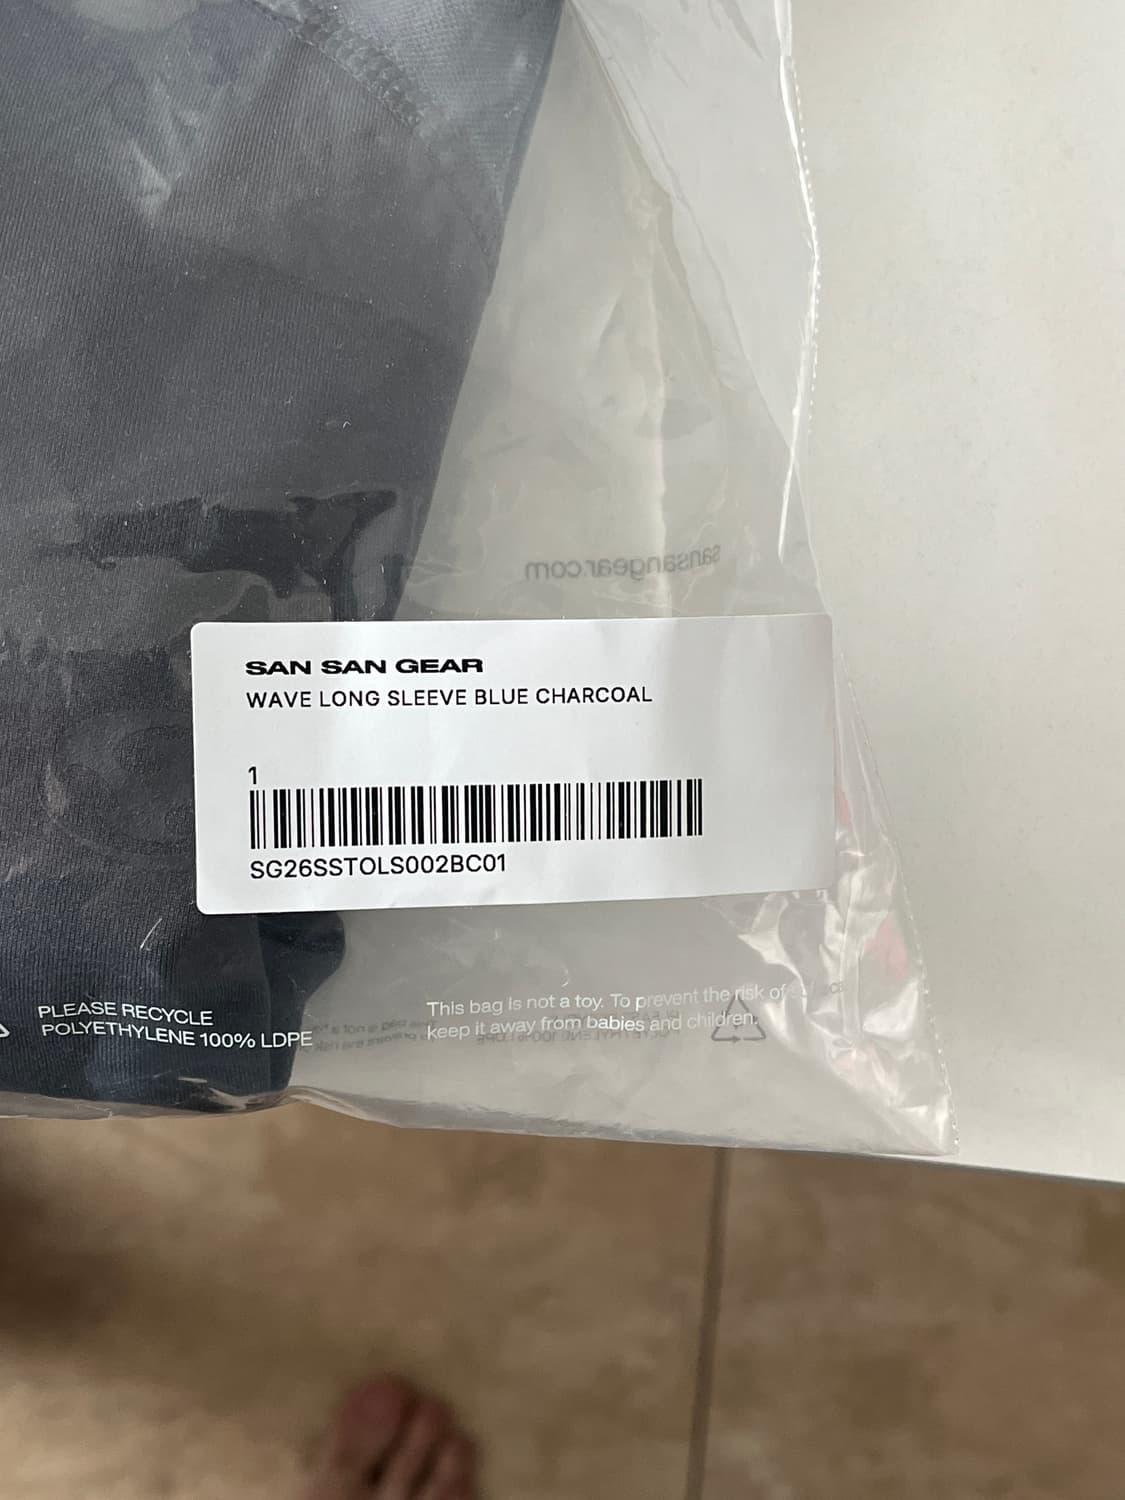 sansangear.com
SAN SAN GEAR
WAVE LONG SLEEVE BLUE CHARCOAL
1
SG26SSTOLS002BC01
PLEASE RECYCLE
POLYETHYLENE 100% LDPE
This bag is not a toy. To prevent the risk of
keep it away from babies and children.